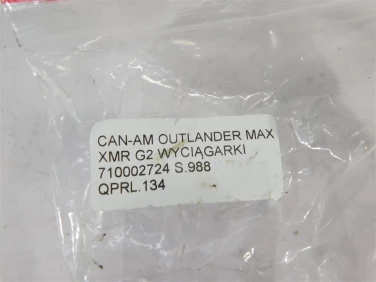 CAN-AM OUTLANDER MAX
XMR G2 WYCIĄGARKI
710002724 S.988
QPRL.134